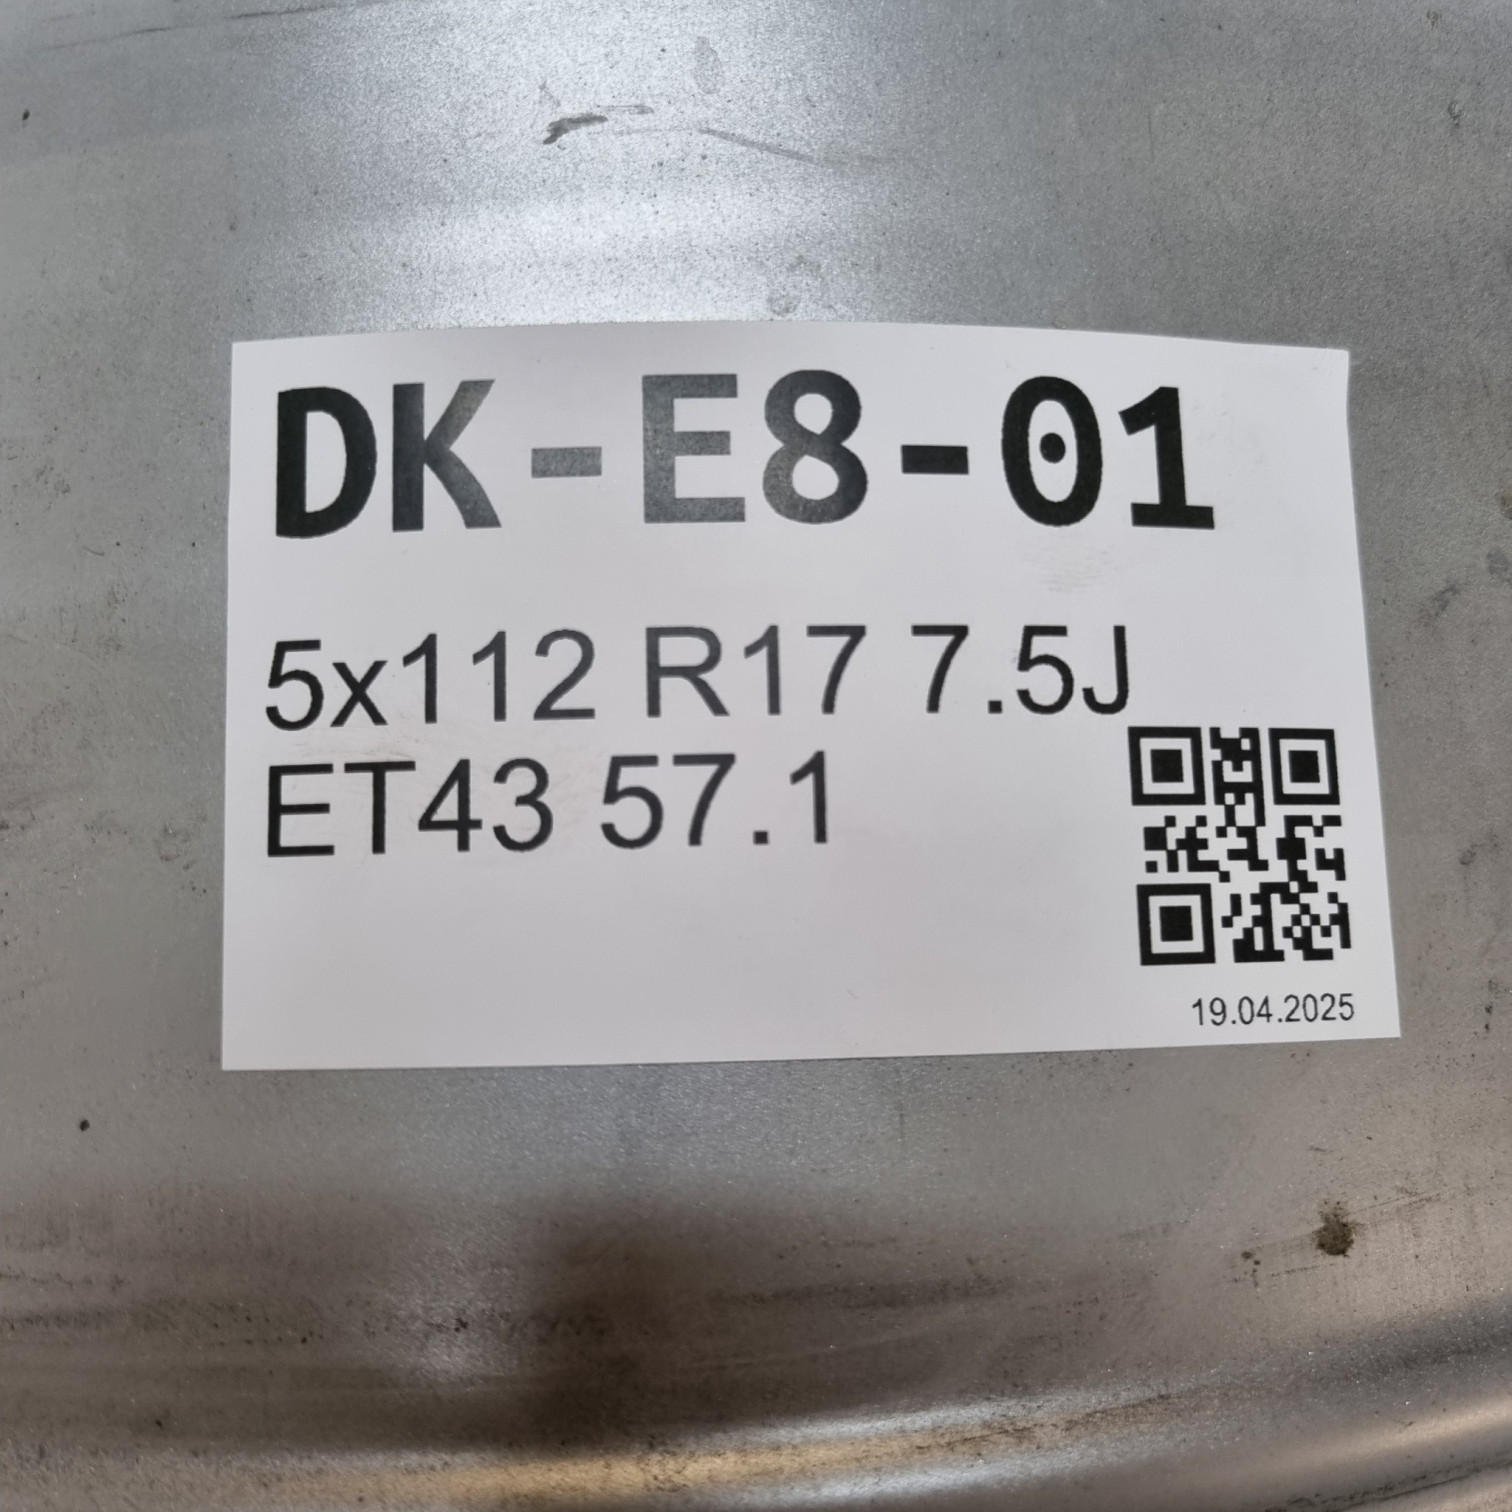 DK-E8-01
5x112 R17 7.5J
ET43 57.1
19.04.2025